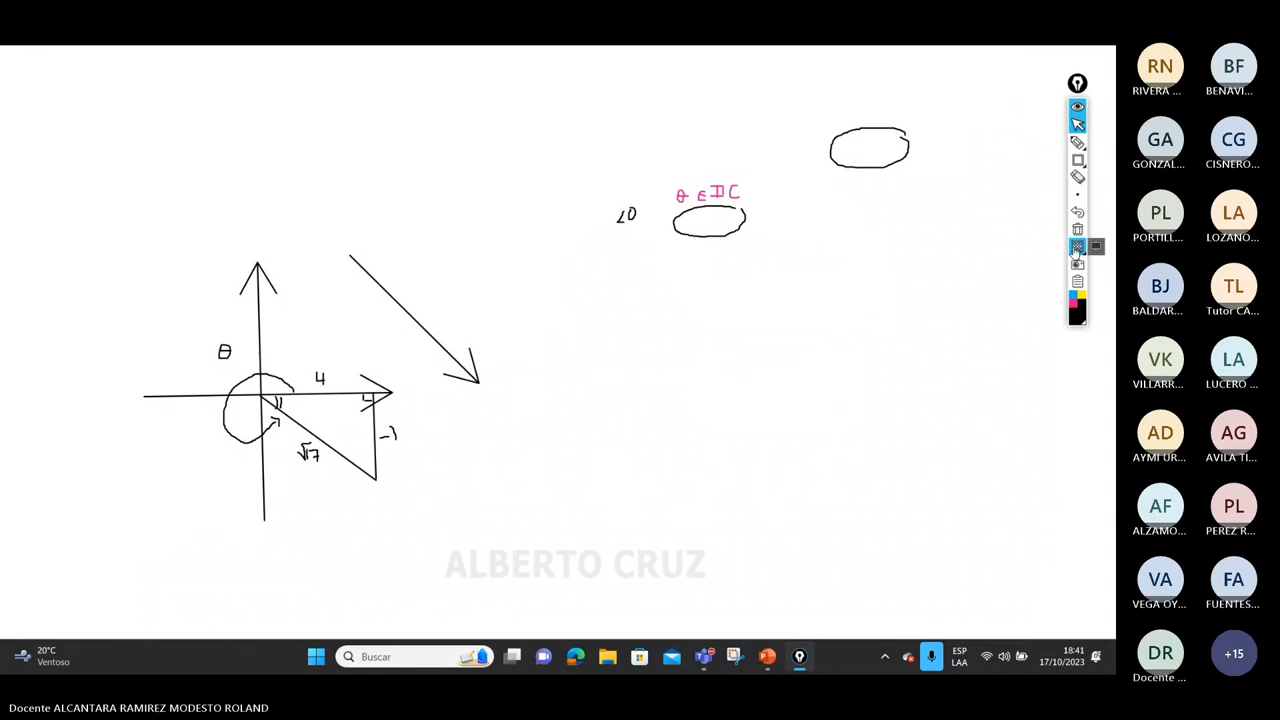 RN
BF
RIVERA ...
BENAVI...
GA
CG
GONZAL...
CISNERO...
θ ε I C
<0
PL
LA
PORTILL...
LOZANO...
BJ
TL
BALDAR...
Tutor CA...
θ
4
√17
VK
LA
VILLARR...
LUCERO ...
AD
AG
AYMI UR...
AVILA TI...
AF
PL
ALZAMO...
PEREZ R...
ALBERTO CRUZ
VA
FA
VEGA OY...
FUENTES...
DR
+15
Docente ...
20°C
Ventoso
Buscar
ESP
LAA
18:41
17/10/2023
Docente ALCANTARA RAMIREZ MODESTO ROLAND